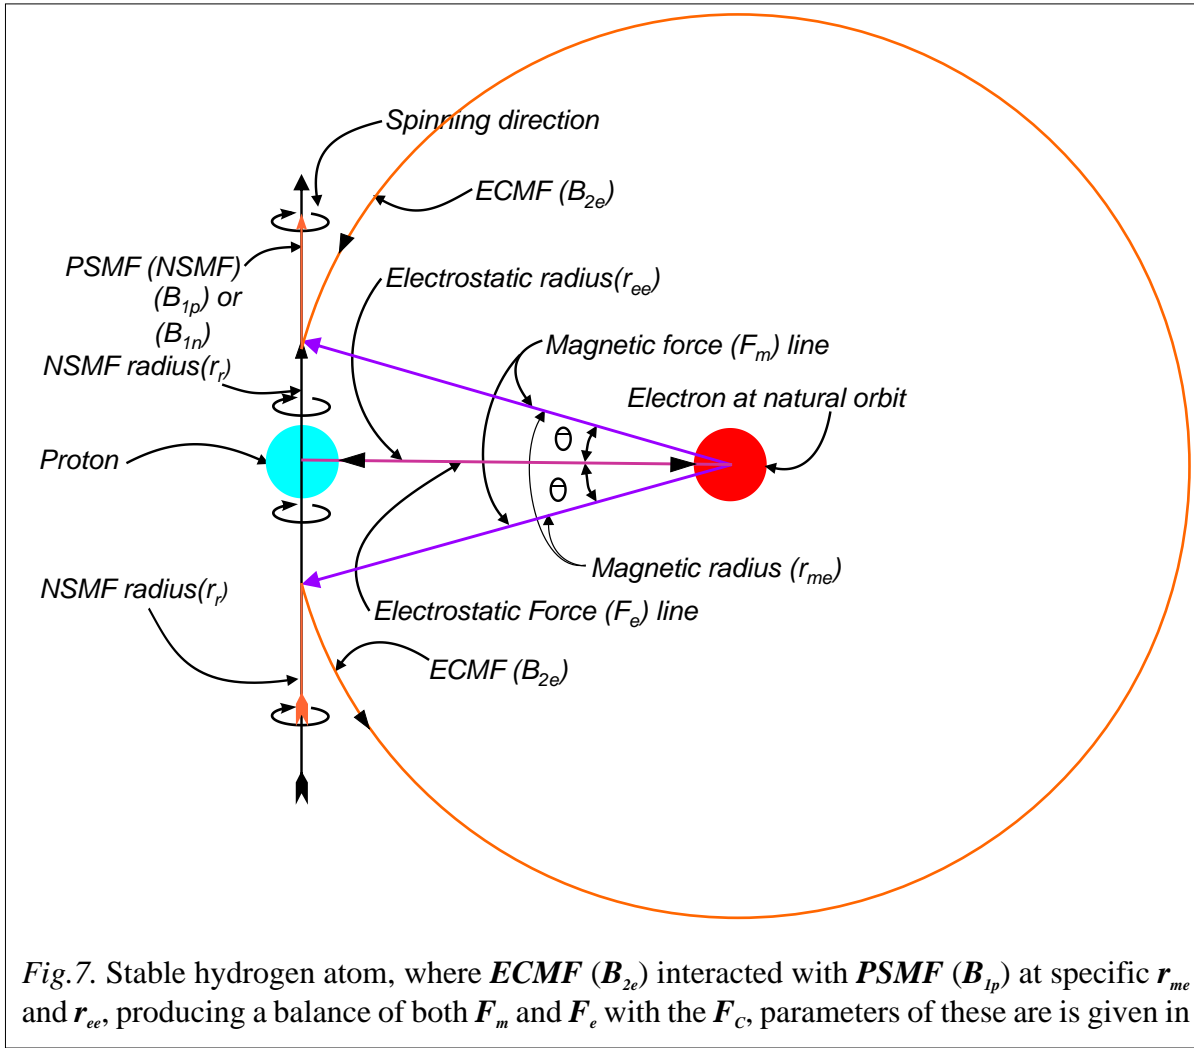 Spinning direction
ECMF (B2e)
PSMF (NSMF)
(B1p) or
(B1n)
Electrostatic radius(ree)
NSMF radius(rr)
Magnetic force (Fm) line
Electron at natural orbit
Proton
Θ
Θ
Magnetic radius (rme)
NSMF radius(rr)
Electrostatic Force (Fe) line
ECMF (B2e)
Fig.7. Stable hydrogen atom, where ECMF (B2e) interacted with PSMF (B1p) at specific rme
and ree, producing a balance of both Fm and Fe with the FC, parameters of these are is given in